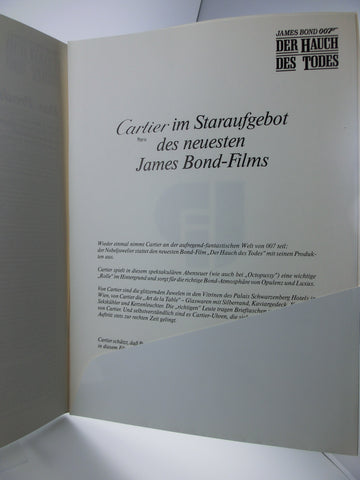 JAMES BOND 007
DER HAUCH
DES TODES
Cartier im Staraufgebot
Paris
des neuesten
James Bond-Films
Wieder einmal nimmt Cartier an der aufregend-fantastischen Welt von 007 teil:
der Nobeljuwelier stattet den neuesten Bond-Film „Der Hauch des Todes" mit seinen Produk-
ten aus.
Cartier spielt in diesem spektakulären Abenteuer (wie auch bei „Octopussy") eine wichtige
„Rolle" im Hintergrund und sorgt für die richtige Bond-Atmosphäre von Opulenz und Luxus.
Von Cartier sind die glitzernden Juwelen in den Vitrinen des Palais Schwarzenberg Hotels in
Wien, von Cartier die „Art de la Table" – Glaswaren mit Silberrand, Kaviargedeck,
Sektkühler und Kerzenleuchter. Die „richtigen" Leute tragen Brieftaschen
von Cartier. Und selbstverständlich sind es Cartier-Uhren, die
Aufritt stets zur rechten Zeit gelingt.
Cartier schätzt, daß
in diesem